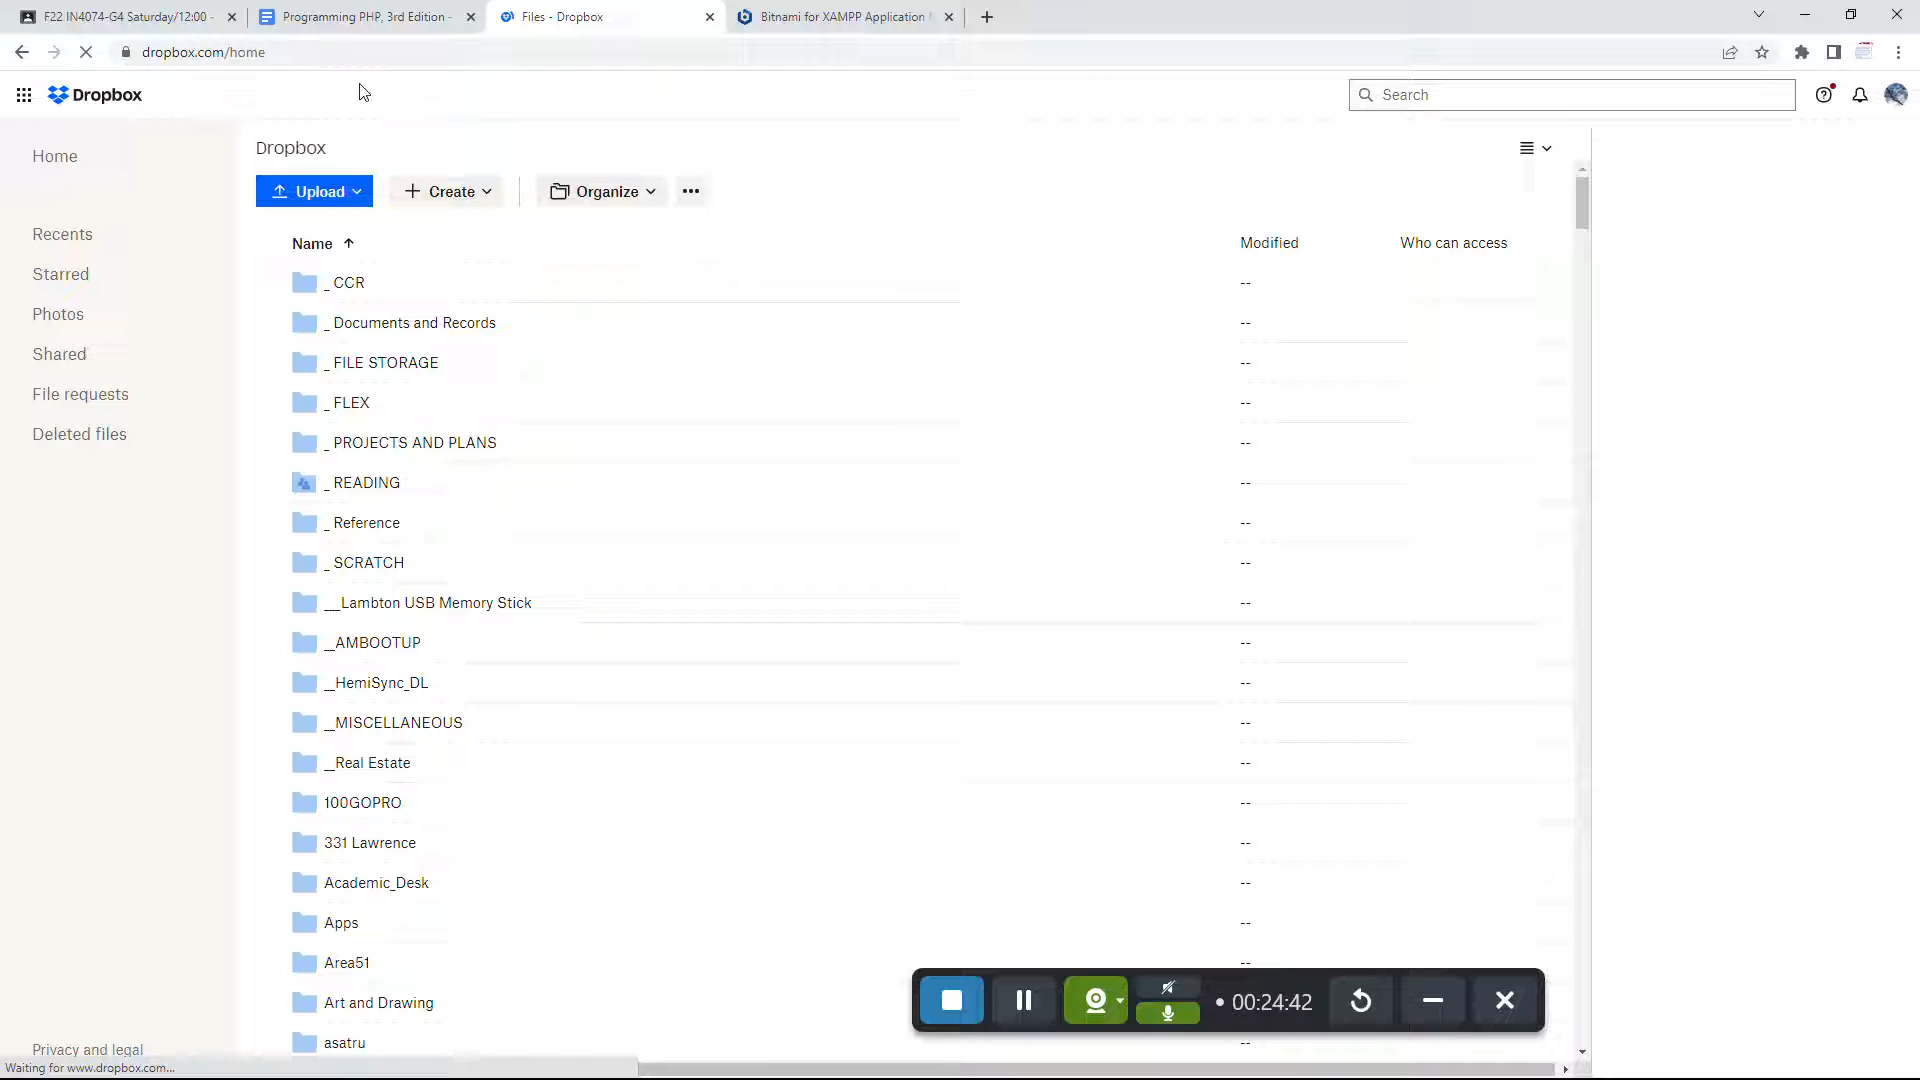 F22 IN4074-G4 Saturday/12:00 -
Programming PHP, 3rd Edition -
Files - Dropbox
Bitnami for XAMPP Application
dropbox.com/home
Dropbox
Search
Home
Recents
Starred
Photos
Shared
File requests
Deleted files
Privacy and legal
Dropbox
Upload
Create
Organize
Name
Modified
Who can access
_ CCR
--
_ Documents and Records
--
_ FILE STORAGE
--
_ FLEX
--
_ PROJECTS AND PLANS
--
_ READING
--
_ Reference
--
_ SCRATCH
--
__Lambton USB Memory Stick
--
__AMBOOTUP
--
__HemiSync_DL
--
__MISCELLANEOUS
--
__Real Estate
--
100GOPRO
--
331 Lawrence
--
Academic_Desk
--
Apps
--
Area51
--
Art and Drawing
asatru
--
00:24:42
Waiting for www.dropbox.com...